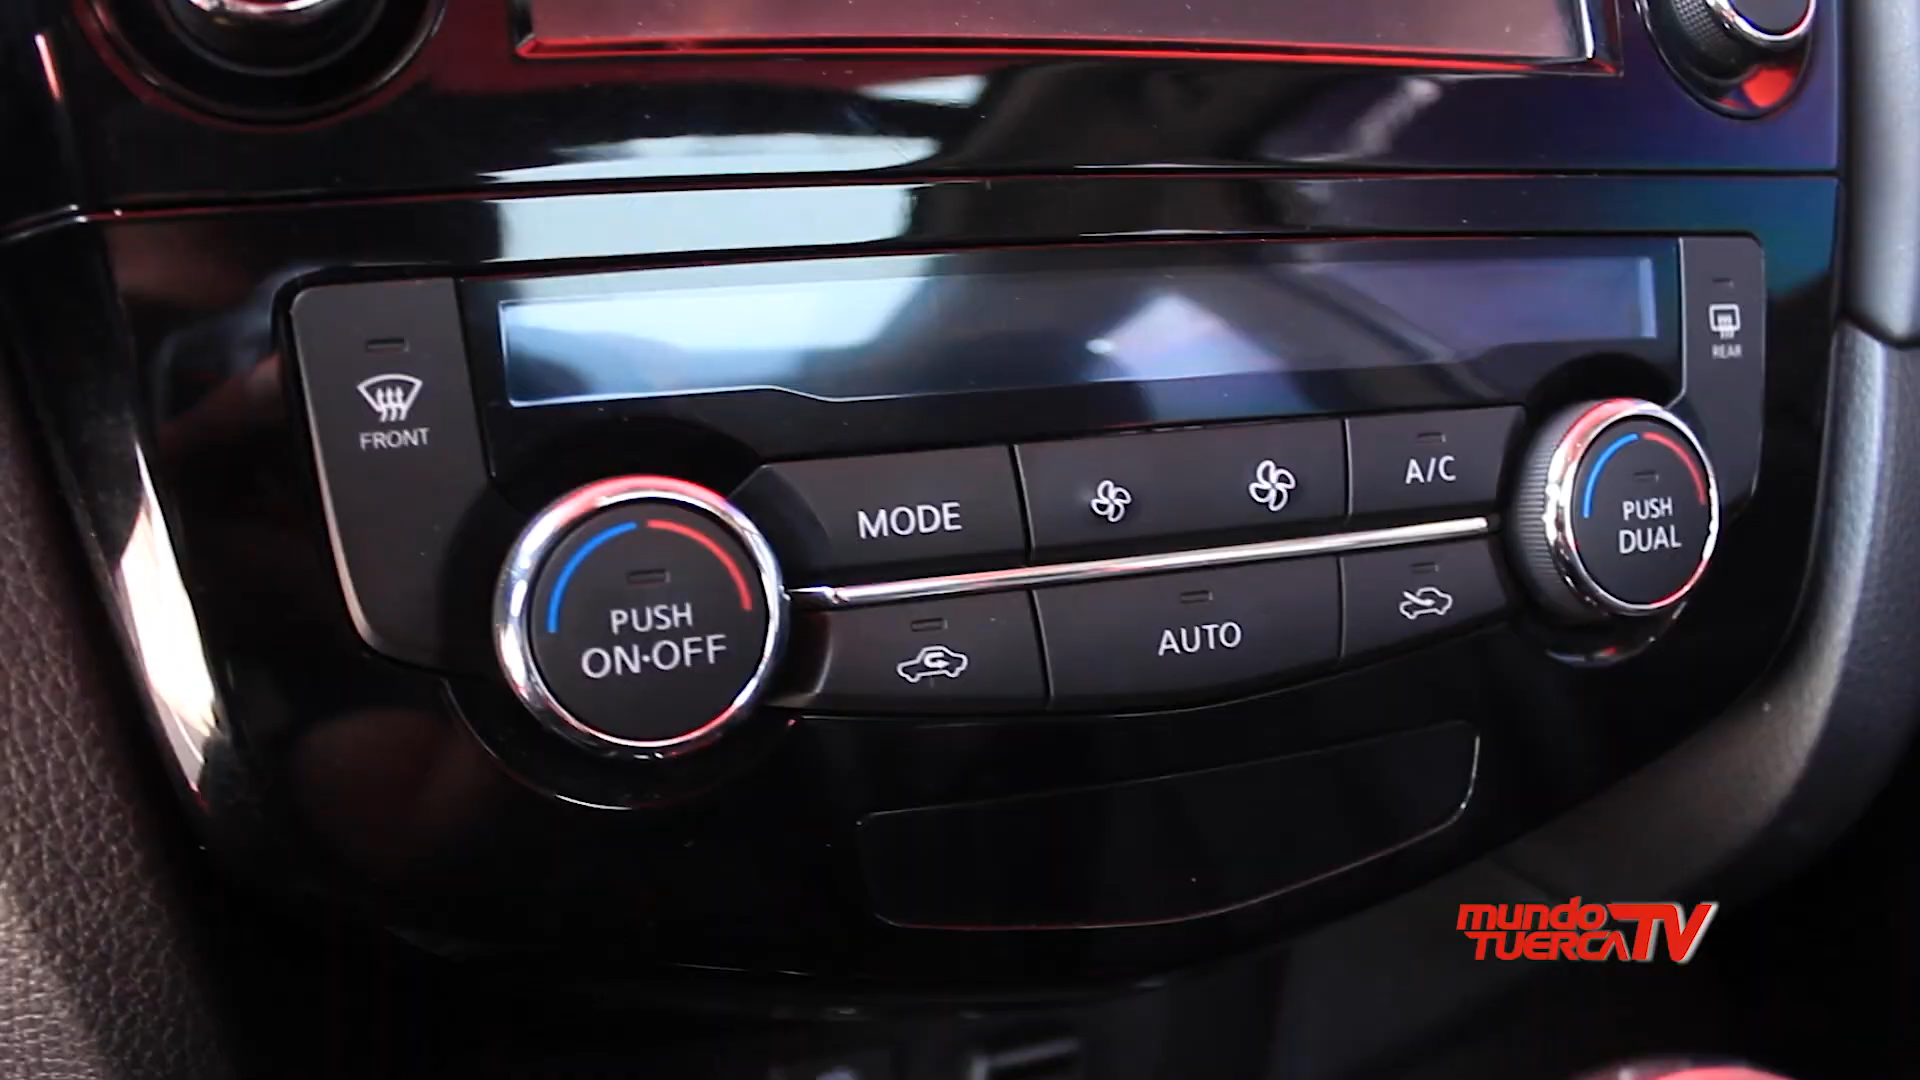 FRONT
REAR
MODE
A/C
PUSH
ON·OFF
AUTO
PUSH
DUAL
mundo
TUERCA TV